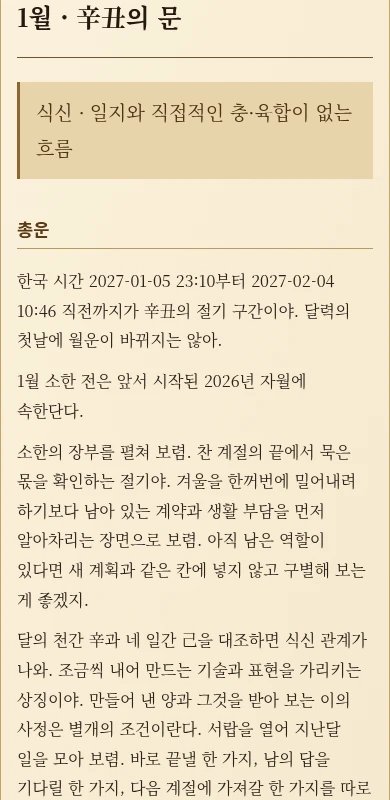 1월 · 辛丑의 문
식신 · 일지와 직접적인 충·육합이 없는
흐름
총운
한국 시간 2027-01-05 23:10부터 2027-02-04
10:46 직전까지가 辛丑의 절기 구간이야. 달력의
첫날에 월운이 바뀌지는 않아.
1월 소한 전은 앞서 시작된 2026년 자월에
속한단다.
소한의 장부를 펼쳐 보렴. 찬 계절의 끝에서 묵은
몫을 확인하는 절기야. 겨울을 한꺼번에 밀어내려
하기보다 남아 있는 계약과 생활 부담을 먼저
알아차리는 장면으로 보렴. 아직 남은 역할이
있다면 새 계획과 같은 칸에 넣지 않고 구별해 보는
게 좋겠지.
달의 천간 辛과 네 일간 己을 대조하면 식신 관계가
나와. 조금씩 내어 만드는 기술과 표현을 가리키는
상징이야. 만들어 낸 양과 그것을 받아 보는 이의
사정은 별개의 조건이란다. 서랍을 열어 지난달
일을 모아 보렴. 바로 끝낼 한 가지, 남의 답을
기다릴 한 가지, 다음 계절에 가져갈 한 가지를 따로